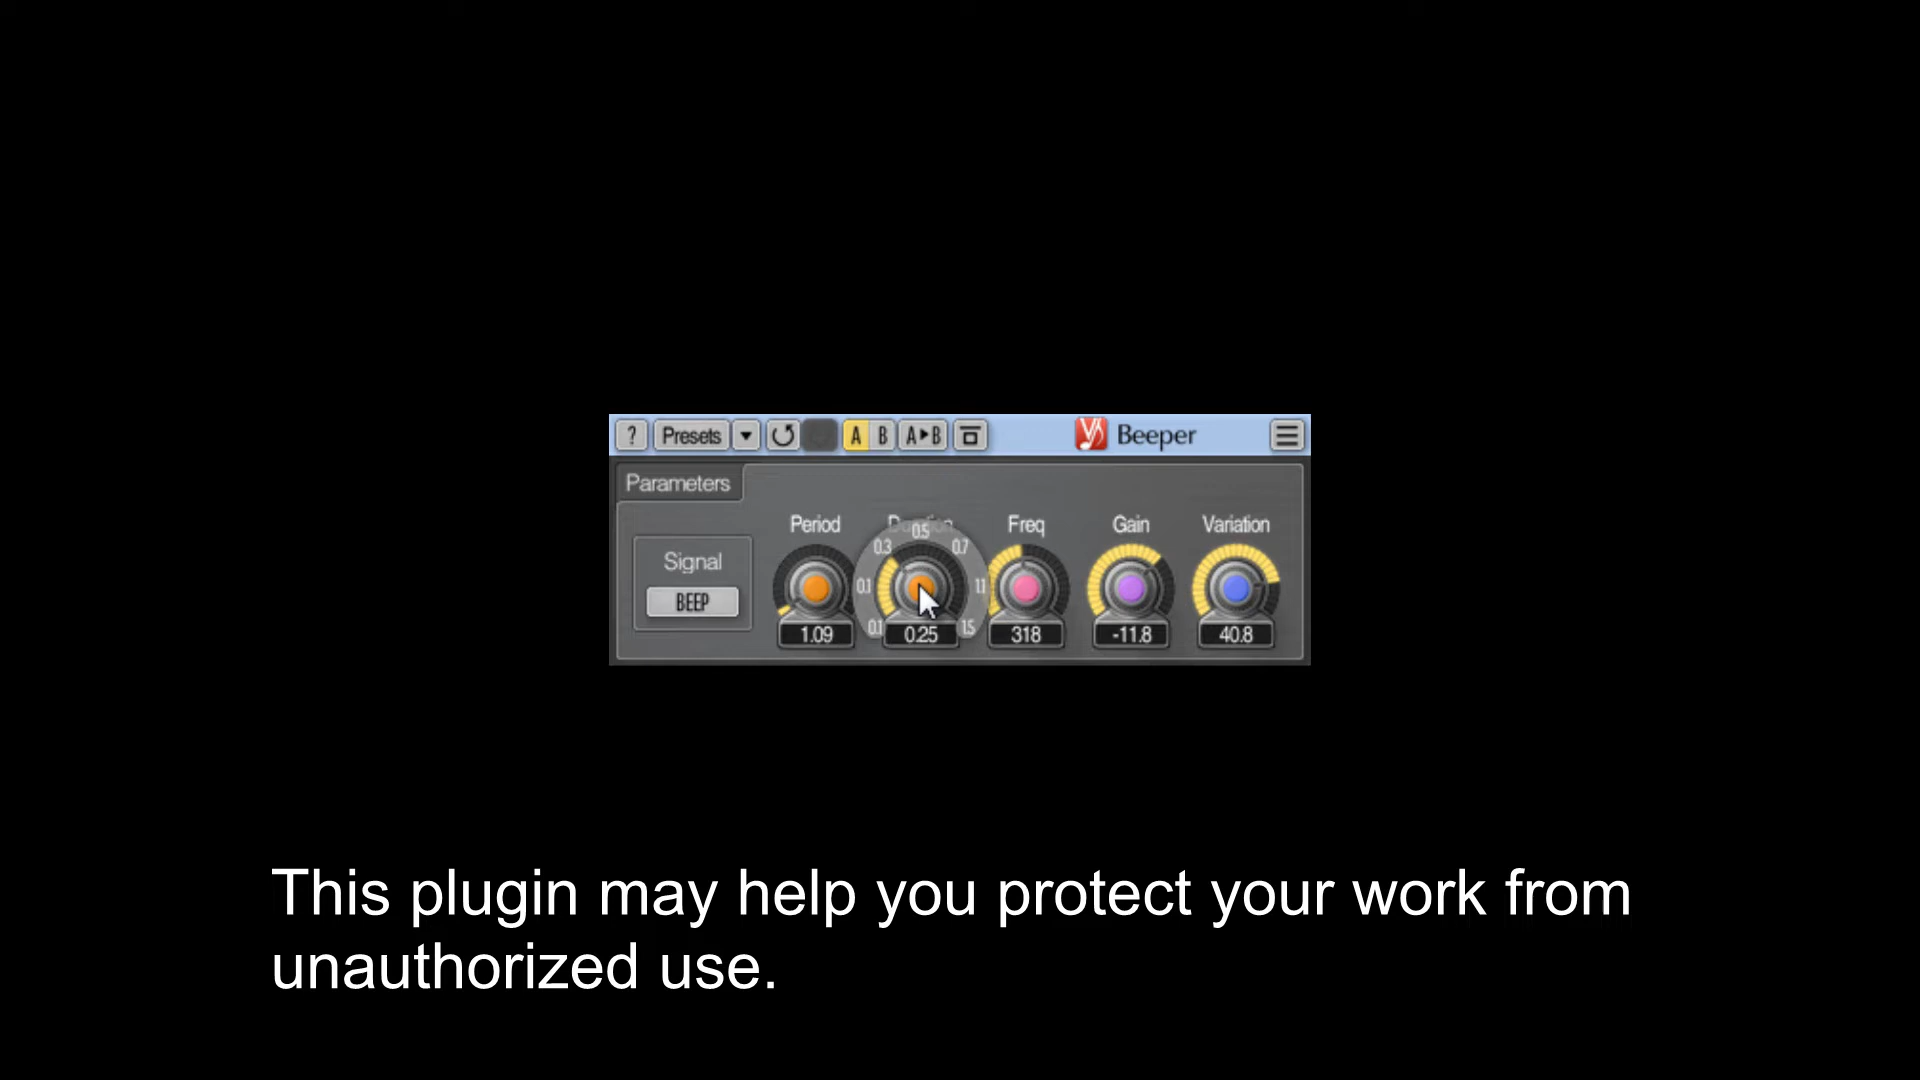 ? Presets A B A▸B Beeper
Parameters
Period Freq Gain Variation
0.5
0.3 0.7
Signal
0.1 1.1
BEEP
0.1 1.5
1.09 0.25 318 -11.8 40.8
This plugin may help you protect your work from
unauthorized use.